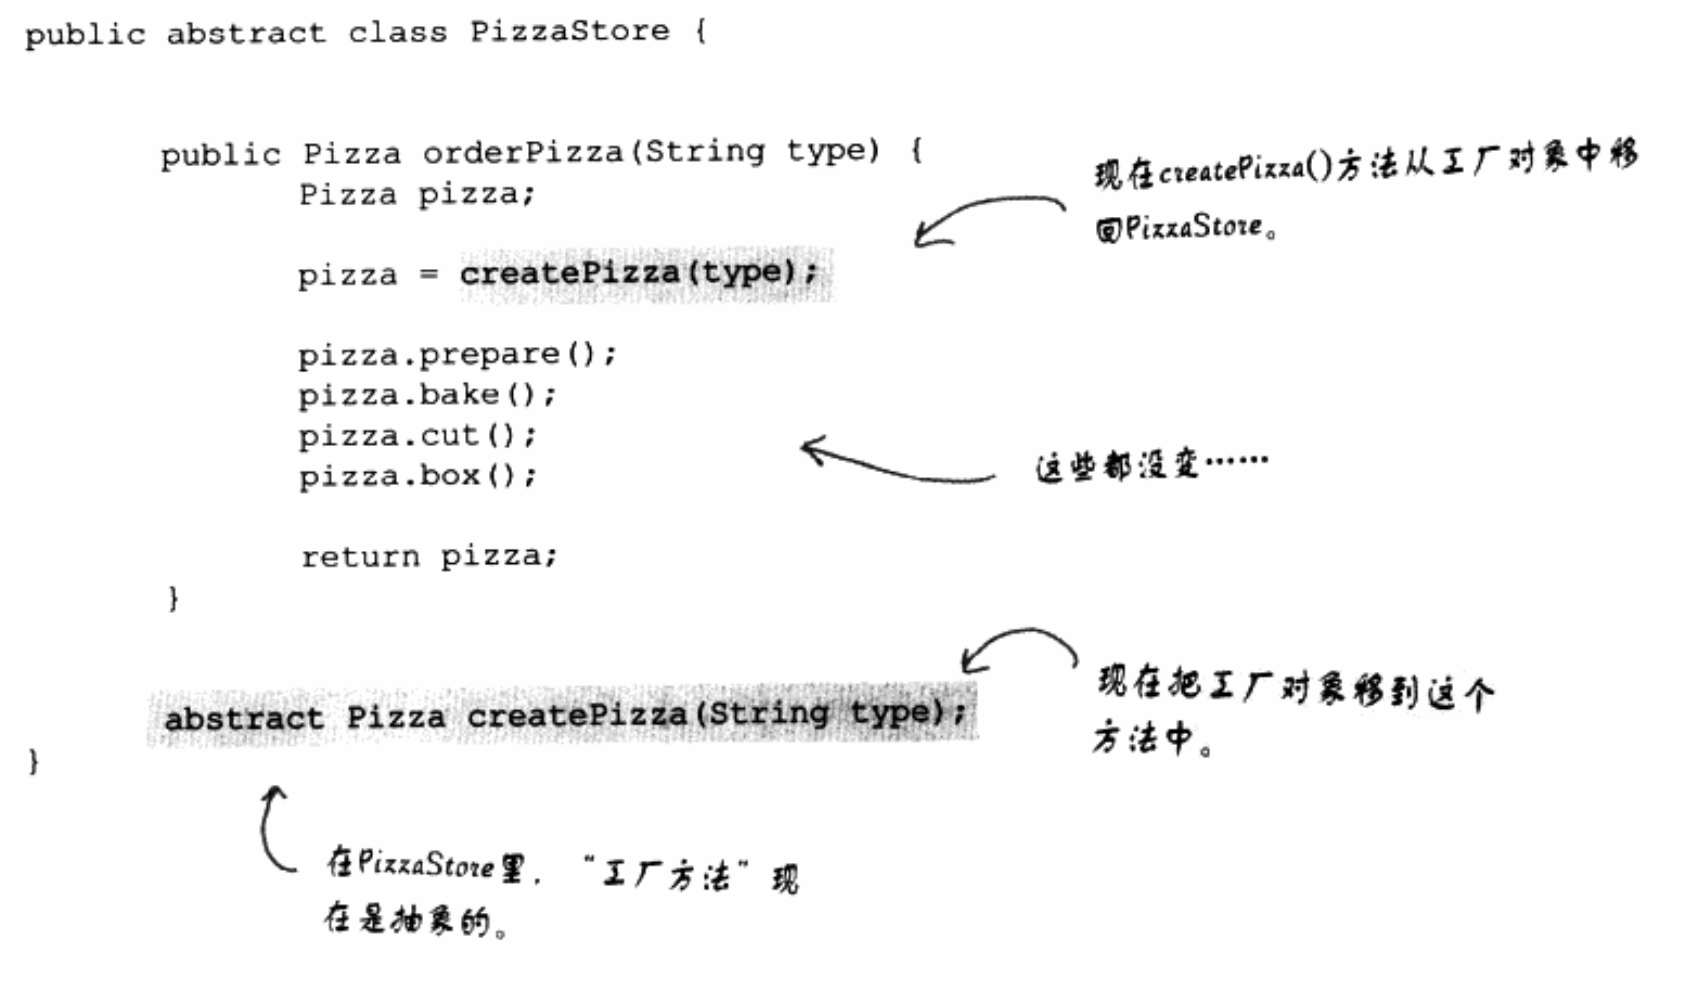 public abstract class PizzaStore {
public Pizza orderPizza(String type) {
Pizza pizza;
现在createPizza()方法从工厂对象中移
回PizzaStore。
pizza = createPizza(type);
pizza.prepare();
pizza.bake();
pizza.cut();
pizza.box();
这些都没变……
return pizza;
}
abstract Pizza createPizza(String type);
现在把工厂对象移到这个
方法中。
}
在PizzaStore里，“工厂方法”现
在是抽象的。